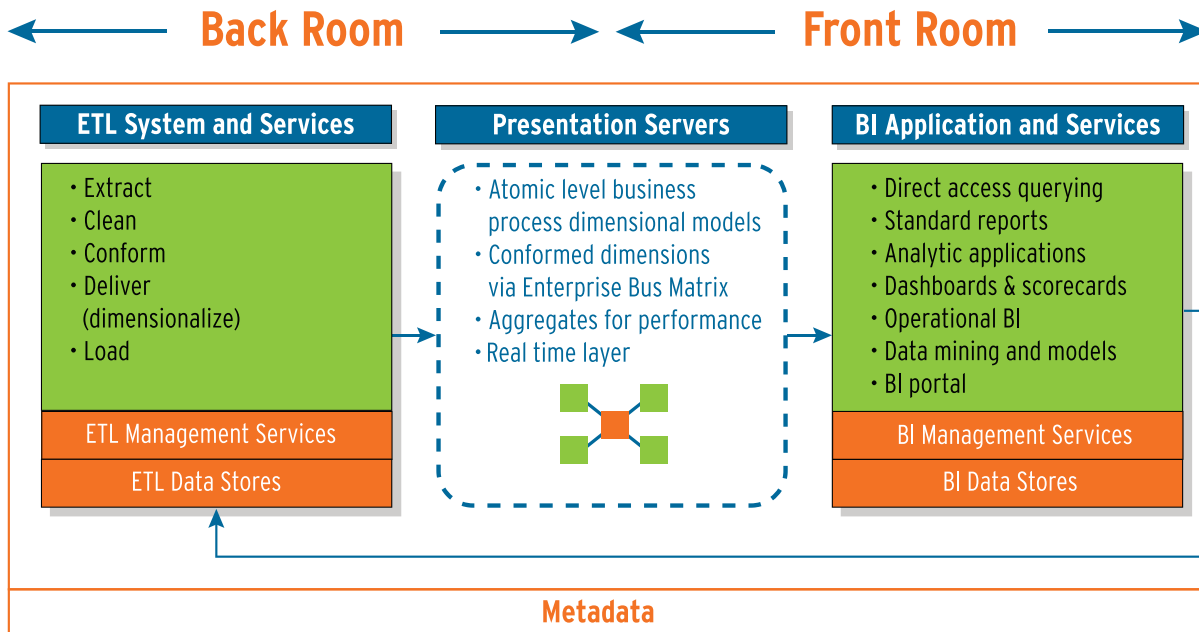 Back Room
Front Room
ETL System and Services
• Extract
• Clean
• Conform
• Deliver
(dimensionalize)
• Load
ETL Management Services
ETL Data Stores
Presentation Servers
• Atomic level business
process dimensional models
• Conformed dimensions
via Enterprise Bus Matrix
• Aggregates for performance
• Real time layer
BI Application and Services
• Direct access querying
• Standard reports
• Analytic applications
• Dashboards & scorecards
• Operational BI
• Data mining and models
• BI portal
BI Management Services
BI Data Stores
Metadata